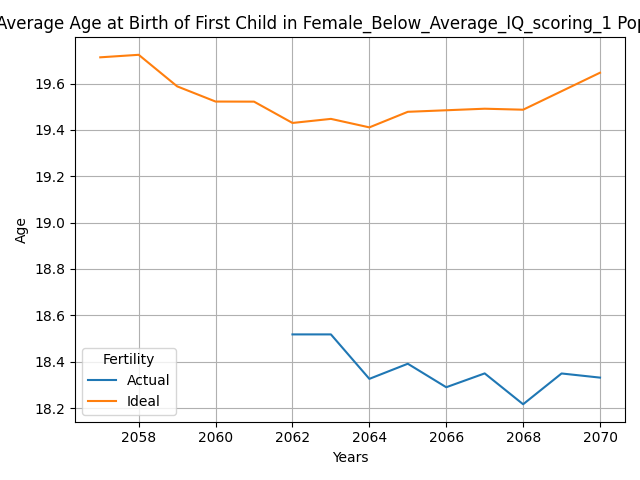 Average Age at Birth of First Child in Female_Below_Average_IQ_scoring_1
19.6
19.4
19.2
19.0
18.8
18.6
18.4
18.2
Age
Fertility
Actual
Ideal
2058 2060 2062 2064 2066 2068 2070
Years